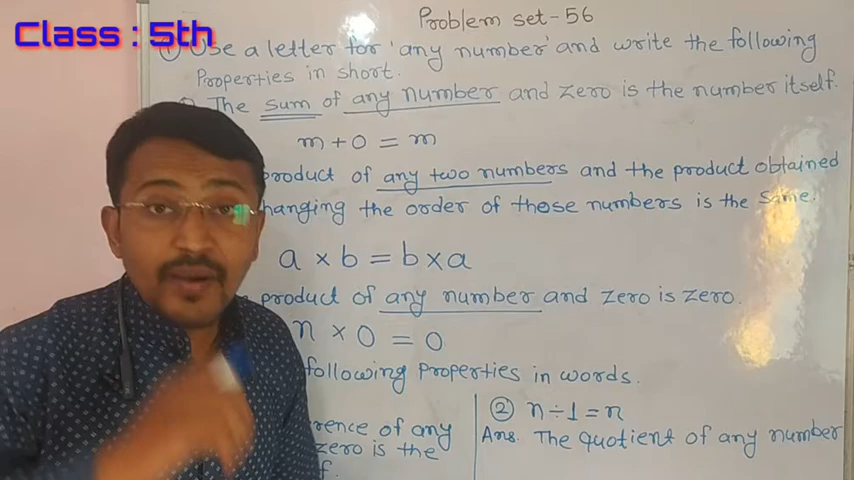 Class : 5th
Problem set-56
① Use a letter for 'any number' and write the following
Properties in short.
The sum of any number and zero is the number itself.
m + 0 = m
product of any two numbers and the product obtained
hanging the order of those numbers is the same.
a × b = b × a
product of any number and zero is zero.
n × 0 = 0
following Properties in words.
rence of any
zero is the
f.
② n ÷ 1 = n
Ans. The quotient of any number